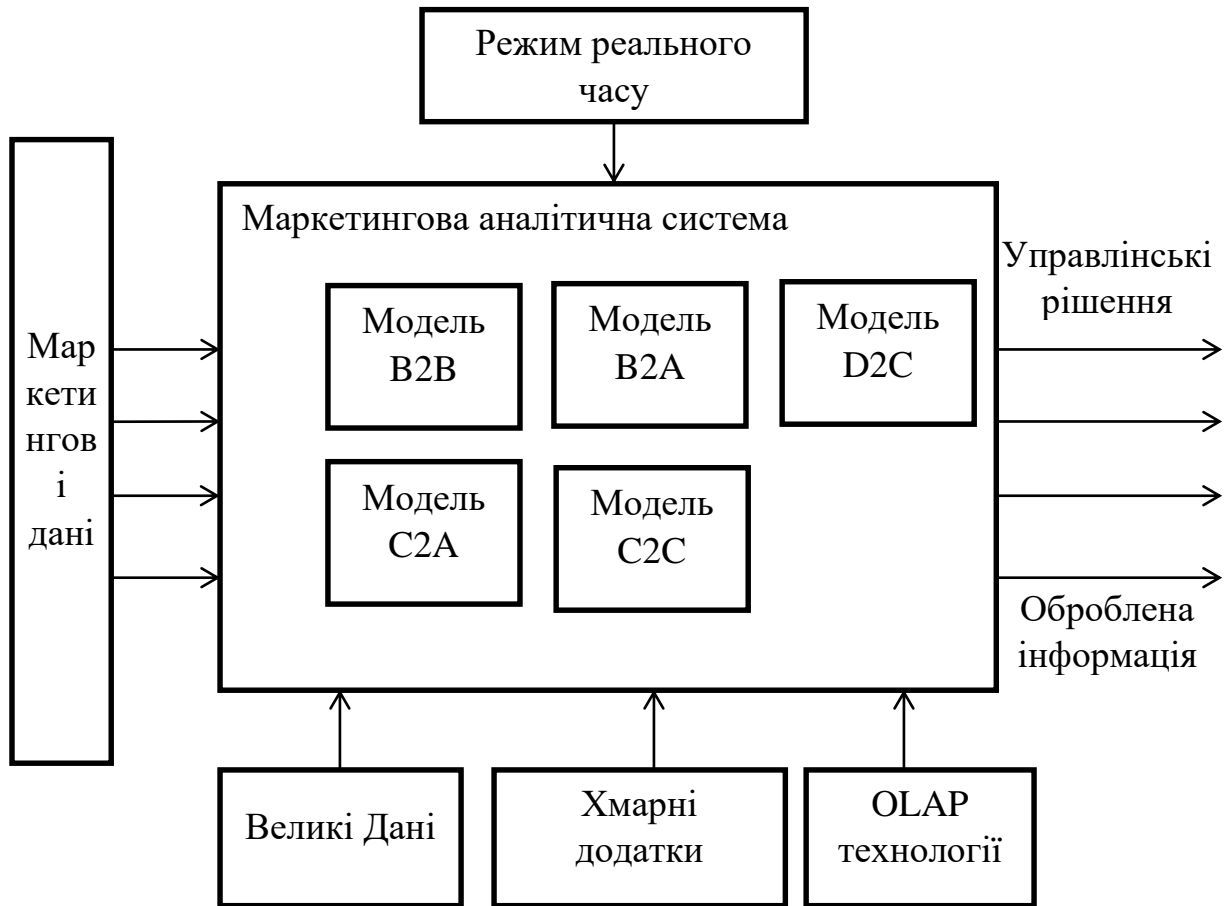 Режим реального
часу
Маркетингова аналітична система
Управлінські
рішення
Мар
кети
нгов
і
дані
Модель
B2B
Модель
B2A
Модель
D2C
Модель
C2A
Модель
C2C
Оброблена
інформація
Великі Дані
Хмарні
додатки
OLAP
технології